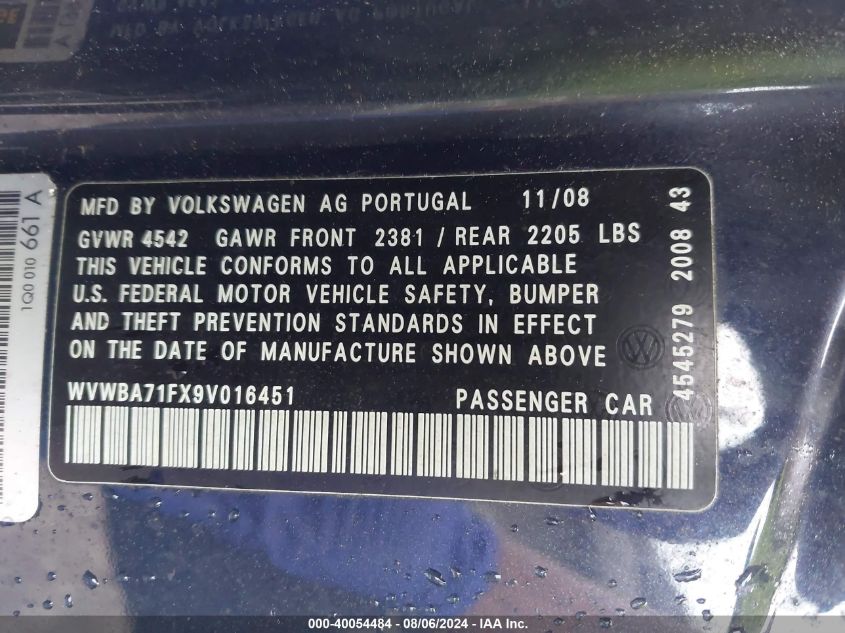 MFD BY VOLKSWAGEN AG PORTUGAL 11/08
GVWR 4542 GAWR FRONT 2381 / REAR 2205 LBS
THIS VEHICLE CONFORMS TO ALL APPLICABLE
U.S. FEDERAL MOTOR VEHICLE SAFETY, BUMPER
AND THEFT PREVENTION STANDARDS IN EFFECT
ON THE DATE OF MANUFACTURE SHOWN ABOVE
WVWBA71FX9V016451 PASSENGER CAR
4545279 2008 43
1Q0 010 661 A
000-40054484 - 08/06/2024 - IAA Inc.